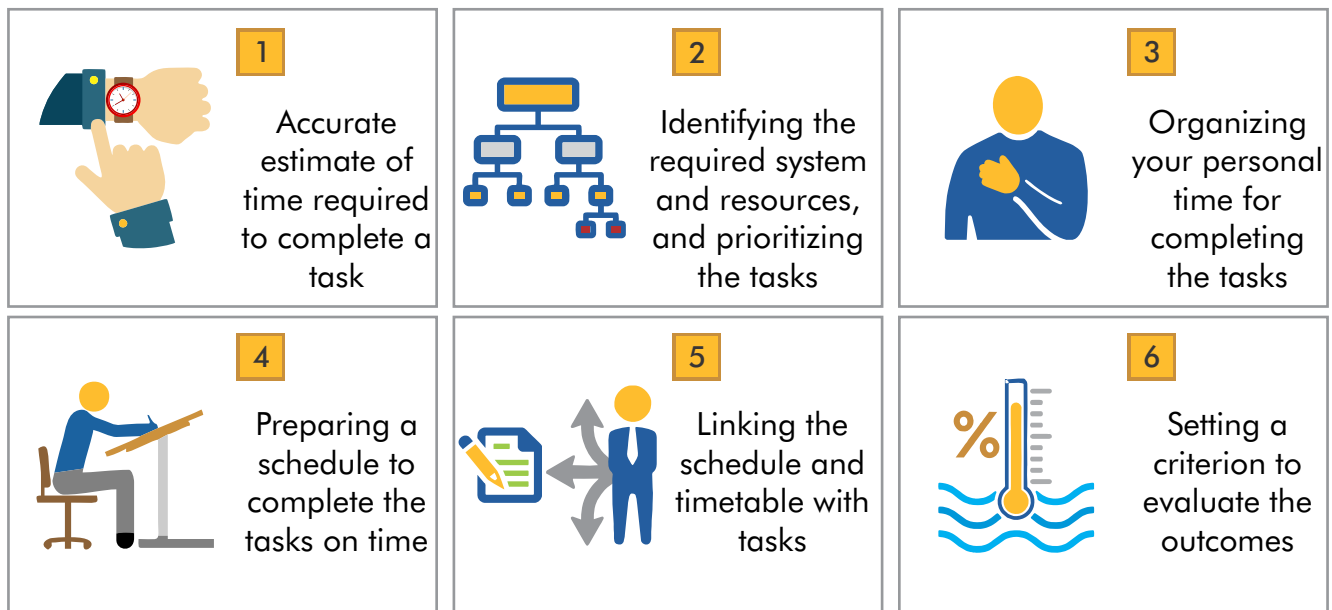 1
Accurate
estimate of
time required
to complete a
task
2
Identifying the
required system
and resources,
and prioritizing
the tasks
3
Organizing
your personal
time for
completing
the tasks
4
Preparing a
schedule to
complete the
tasks on time
5
Linking the
schedule and
timetable with
tasks
6
%
Setting a
criterion to
evaluate the
outcomes